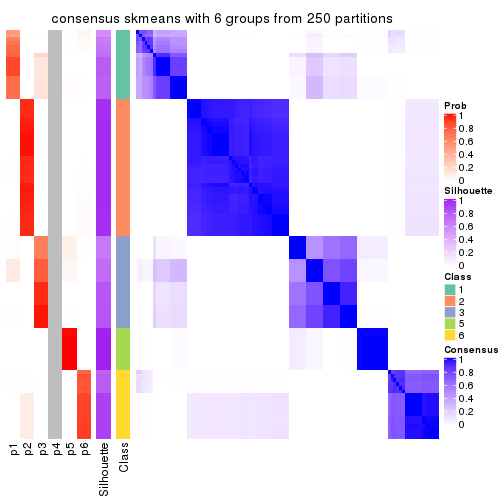 consensus skmeans with 6 groups from 250 partitions
Prob
1
0.8
0.6
0.4
0.2
0
Silhouette
1
0.8
0.6
0.4
0.2
0
Class
1
2
3
5
6
Consensus
1
0.8
0.6
0.4
0.2
0
p1
p2
p3
p4
p5
p6
Silhouette
Class